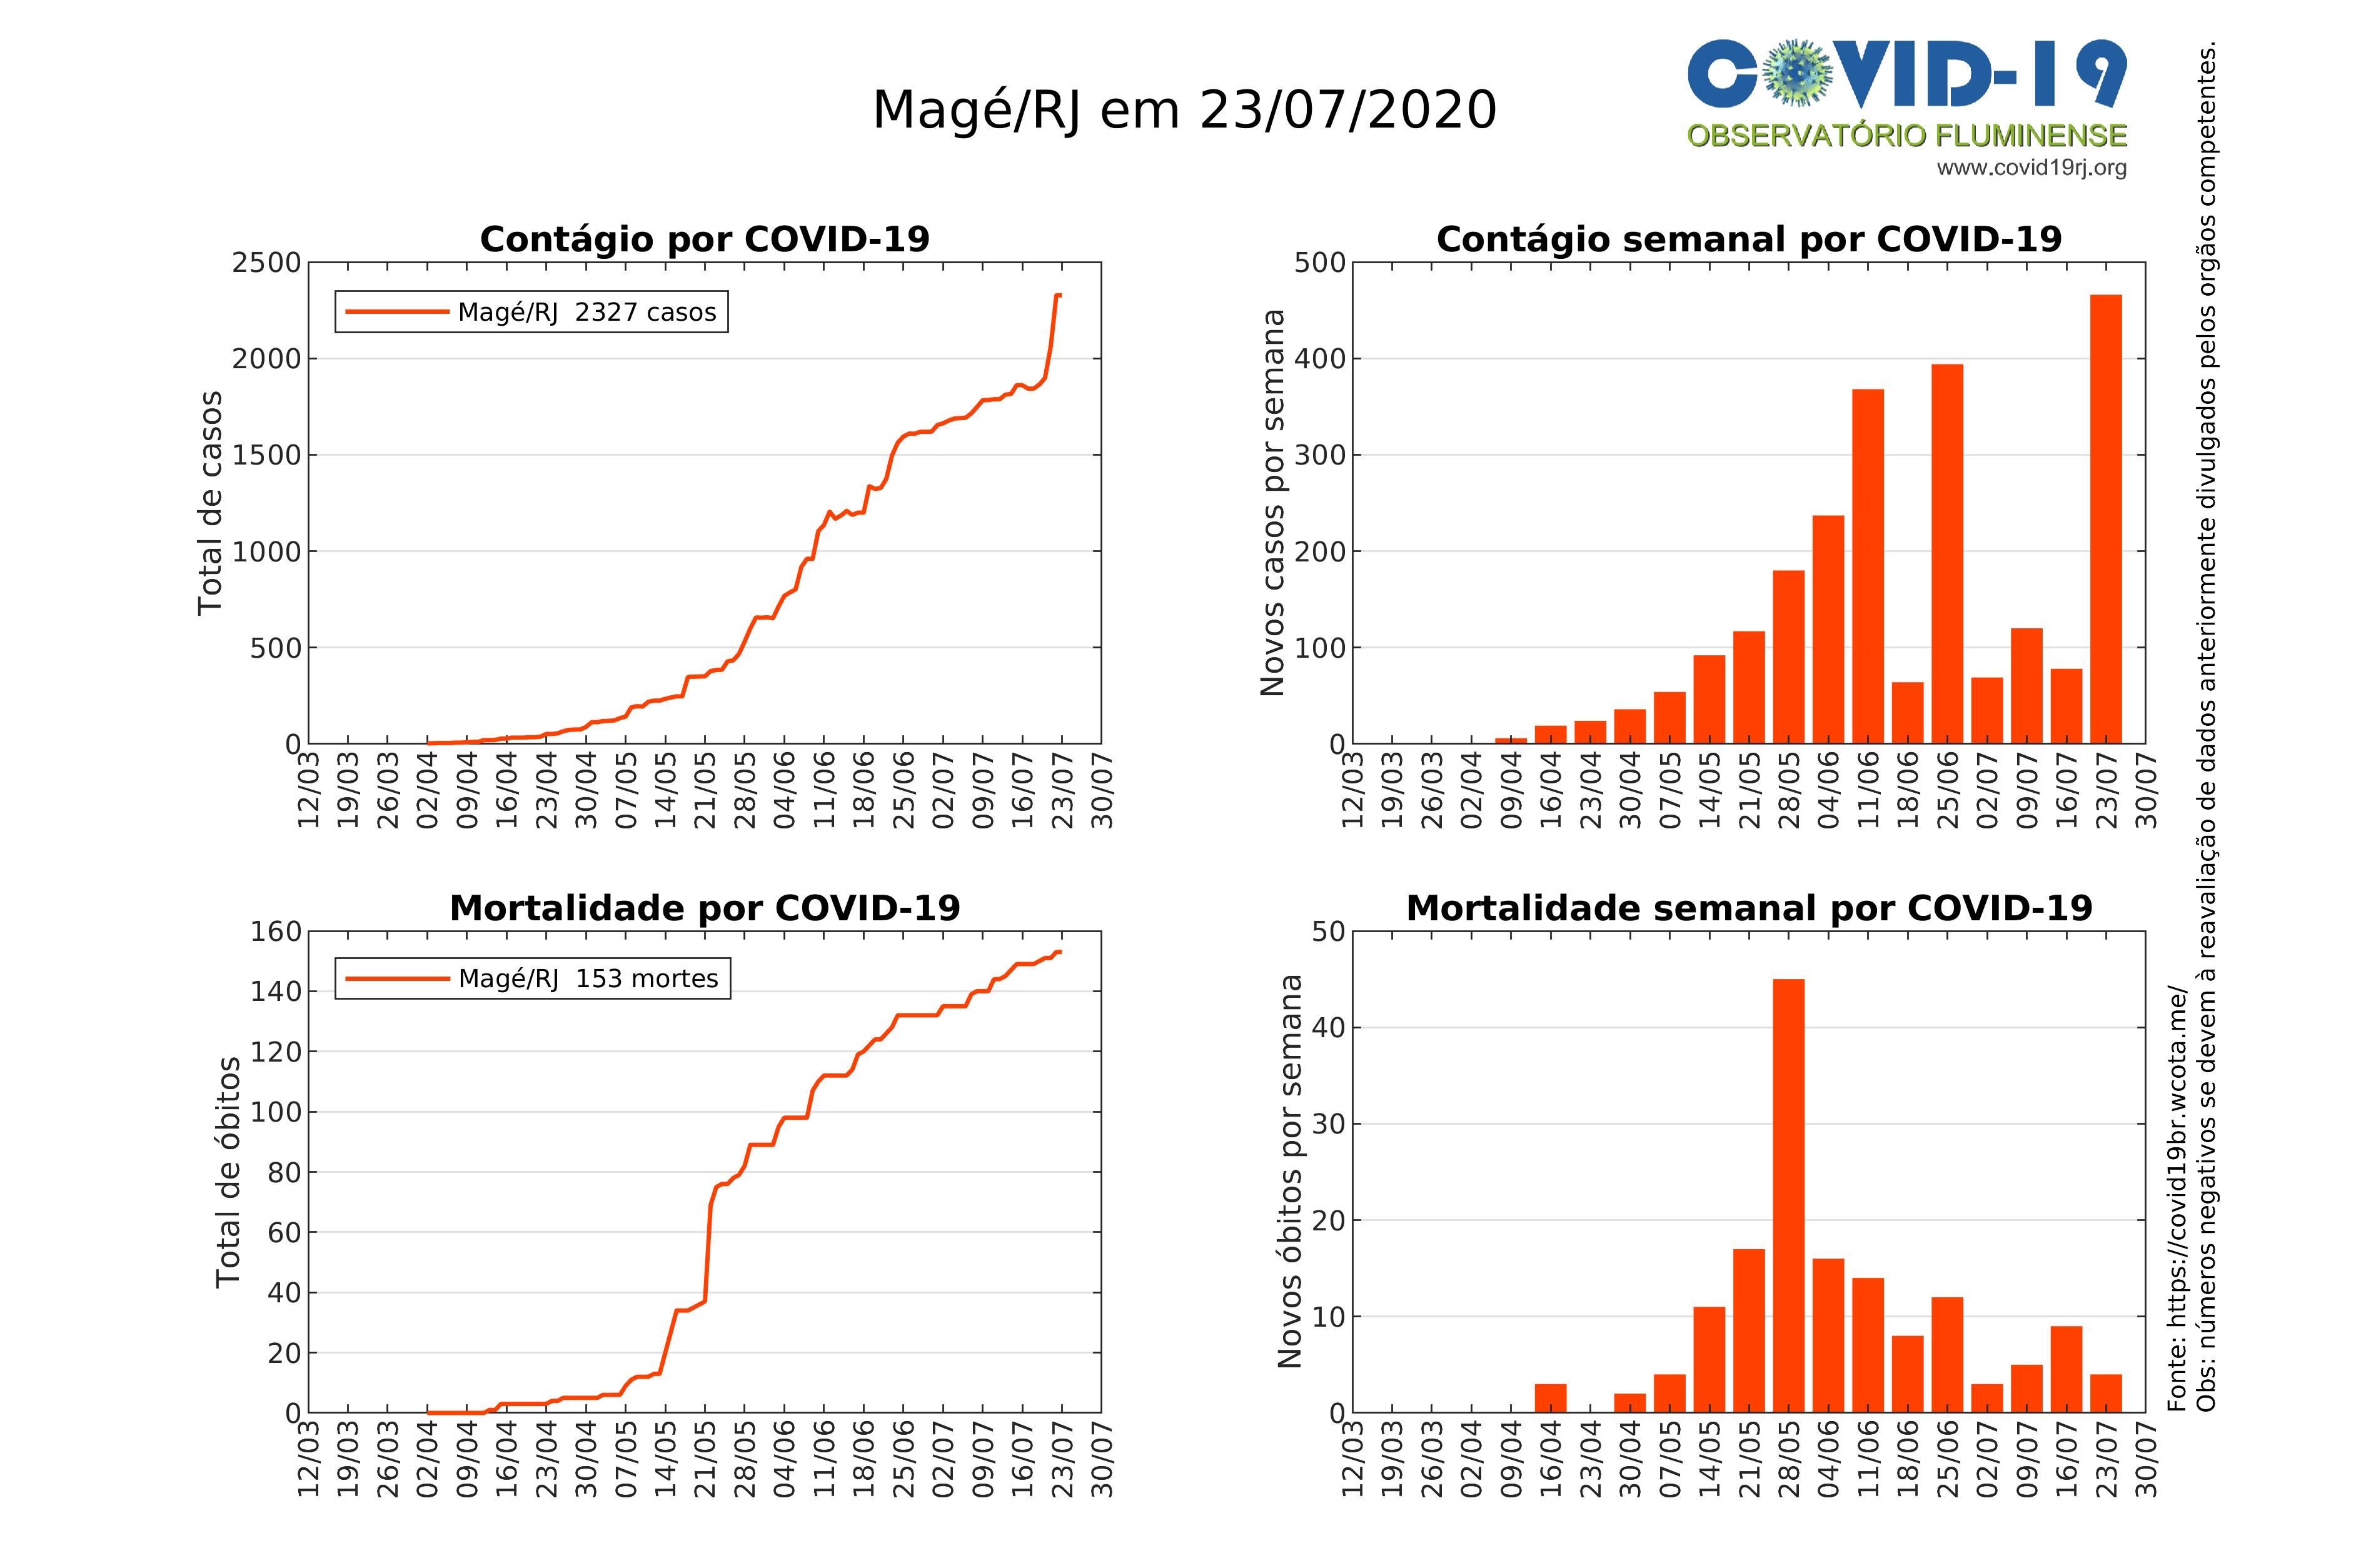 Magé/RJ em 23/07/2020
COVID-19
OBSERVATÓRIO FLUMINENSE
www.covid19rj.org
Contágio por COVID-19
Total de casos
2500
2000
1500
1000
500
0
Magé/RJ 2327 casos
12/03 19/03 26/03 02/04 09/04 16/04 23/04 30/04 07/05 14/05 21/05 28/05 04/06 11/06 18/06 25/06 02/07 09/07 16/07 23/07 30/07
Contágio semanal por COVID-19
Novos casos por semana
500
400
300
200
100
0
12/03 19/03 26/03 02/04 09/04 16/04 23/04 30/04 07/05 14/05 21/05 28/05 04/06 11/06 18/06 25/06 02/07 09/07 16/07 23/07 30/07
Mortalidade por COVID-19
Total de óbitos
160
140
120
100
80
60
40
20
0
Magé/RJ 153 mortes
12/03 19/03 26/03 02/04 09/04 16/04 23/04 30/04 07/05 14/05 21/05 28/05 04/06 11/06 18/06 25/06 02/07 09/07 16/07 23/07 30/07
Mortalidade semanal por COVID-19
Novos óbitos por semana
50
40
30
20
10
0
12/03 19/03 26/03 02/04 09/04 16/04 23/04 30/04 07/05 14/05 21/05 28/05 04/06 11/06 18/06 25/06 02/07 09/07 16/07 23/07 30/07
Fonte: https://covid19br.wcota.me/
Obs: números negativos se devem à reavaliação de dados anteriormente divulgados pelos orgãos competentes.